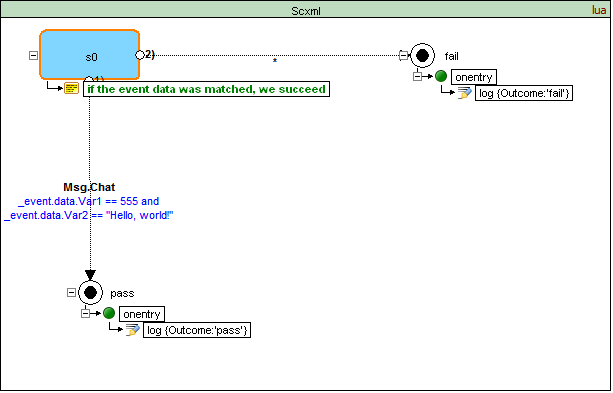 Scxml
lua
s0
2)
*
fail
onentry
log {Outcome:'fail'}
1)
if the event data was matched, we succeed
Msg.Chat
_event.data.Var1 == 555 and
_event.data.Var2 == "Hello, world!"
pass
onentry
log {Outcome:'pass'}